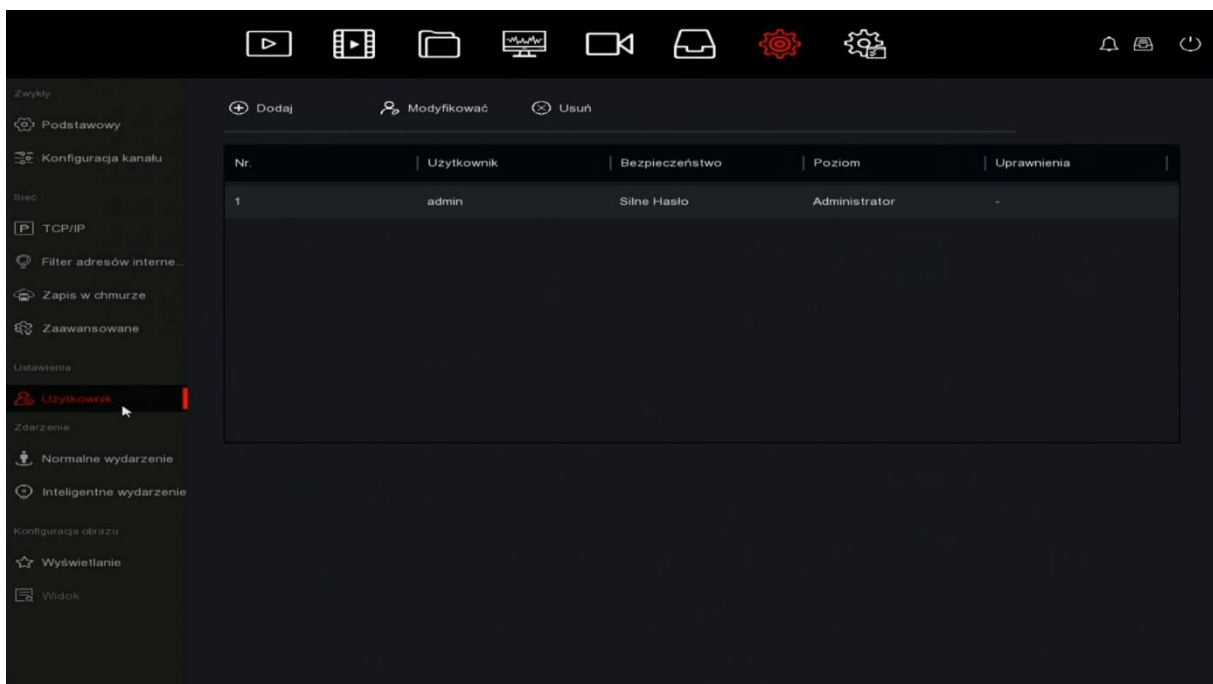 Zwykły
Podstawowy
Konfiguracja kanału
Sieć
TCP/IP
Filter adresów interne...
Zapis w chmurze
Zaawansowane
Ustawienia
Użytkownik
Zdarzenie
Normalne wydarzenie
Inteligentne wydarzenie
Konfiguracja obrazu
Wyświetlanie
Widok
Dodaj Modyfikować Usuń
Nr. Użytkownik Bezpieczeństwo Poziom Uprawnienia
1 admin Silne Hasło Administrator -